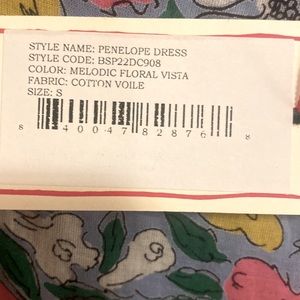 STYLE NAME: PENELOPE DRESS
STYLE CODE: BSP22DC908
COLOR: MELODIC FLORAL VISTA
FABRIC: COTTON VOILE
SIZE: S
8 40047 82876 8